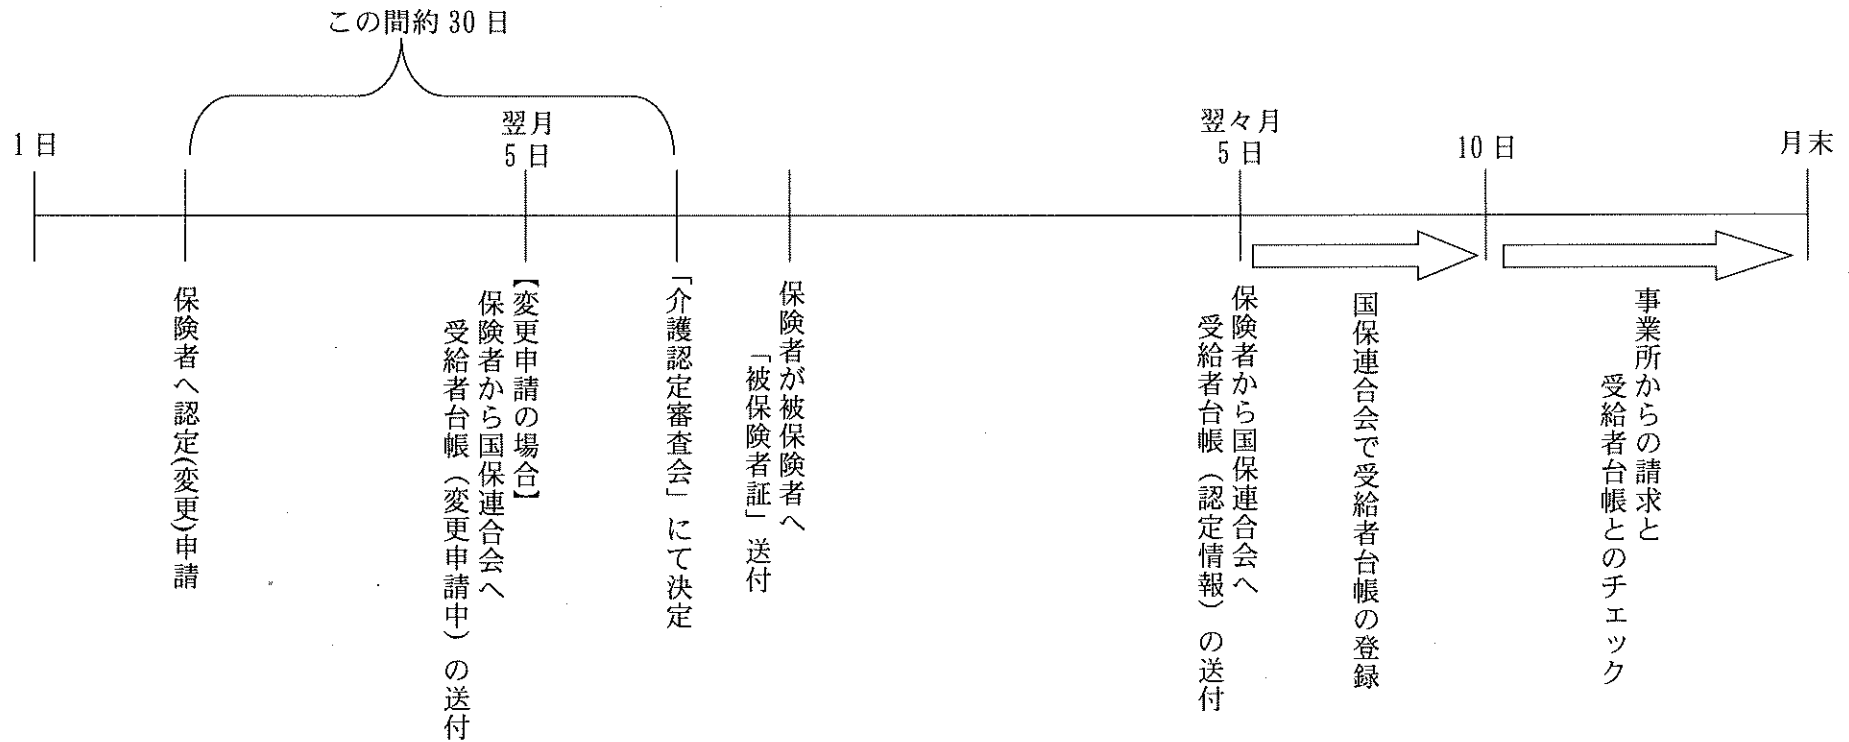 この間約30日
1日
翌月
5日
翌々月
5日
10日
月末
保険者へ認定(変更)申請
【変更申請の場合】
保険者から国保連合会へ
受給者台帳(変更申請中)の送付
「介護認定審査会」にて決定
保険者が被保険者へ
「被保険者証」送付
保険者から国保連合会へ
受給者台帳(認定情報)の送付
国保連合会で受給者台帳の登録
事業所からの請求と
受給者台帳とのチェック